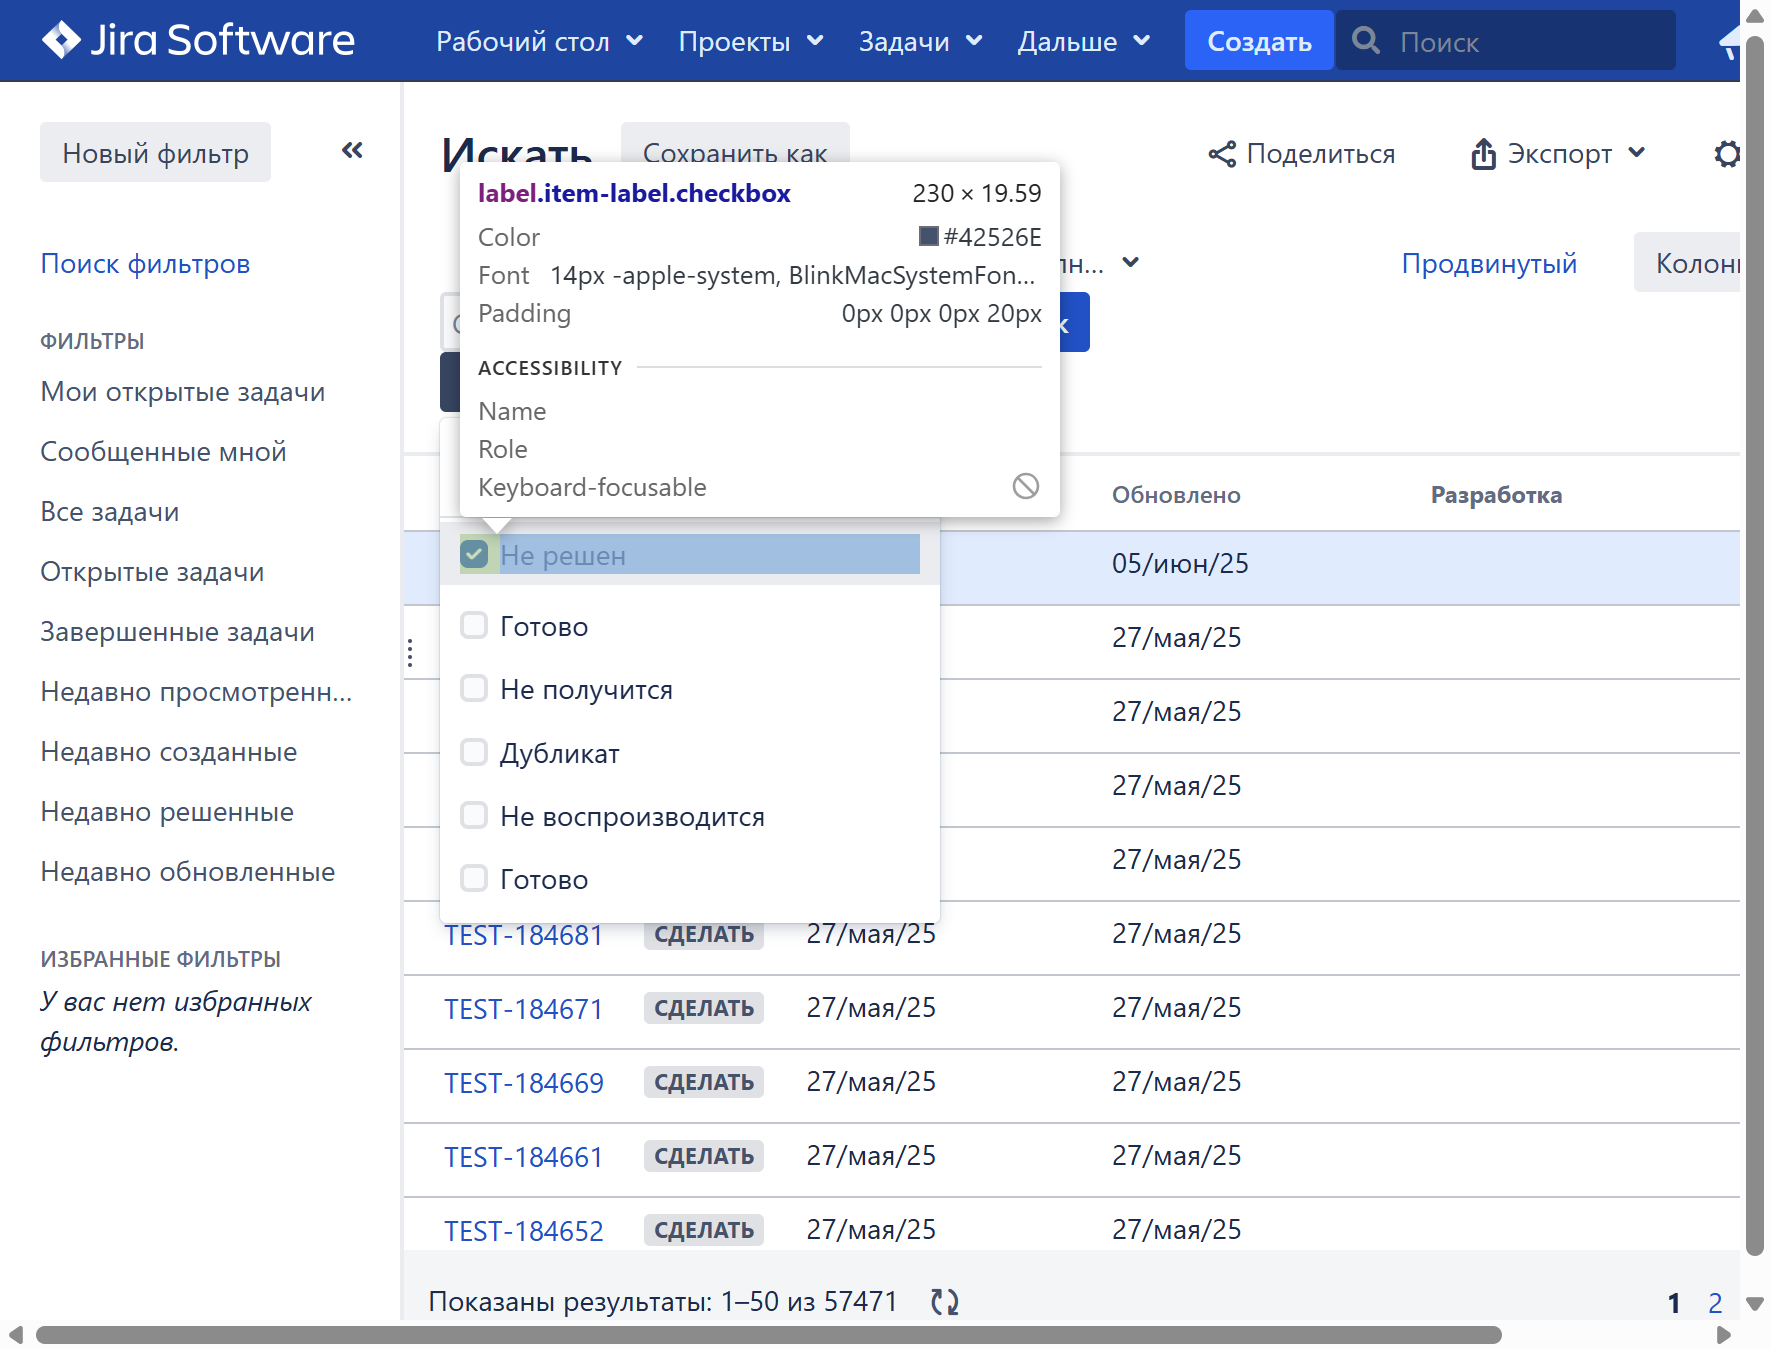 Jira Software
Рабочий стол
Проекты
Задачи
Дальше
Создать
Поиск
Новый фильтр
Искать
Сохранить как
Поделиться
Экспорт
Поиск фильтров
Продвинутый
ФИЛЬТРЫ
Мои открытые задачи
Сообщенные мной
Все задачи
Открытые задачи
Завершенные задачи
Недавно просмотренн...
Недавно созданные
Недавно решенные
Недавно обновленные
ИЗБРАННЫЕ ФИЛЬТРЫ
У вас нет избранных
фильтров.
label.item-label.checkbox 230 × 19.59
Color #42526E
Font 14px -apple-system, BlinkMacSystemFon...
Padding 0px 0px 0px 20px
ACCESSIBILITY
Name
Role
Keyboard-focusable
Не решен
Готово
Не получится
Дубликат
Не воспроизводится
Готово
Обновлено Разработка
05/июн/25
27/мая/25
27/мая/25
27/мая/25
27/мая/25
TEST-184681 СДЕЛАТЬ 27/мая/25 27/мая/25
TEST-184671 СДЕЛАТЬ 27/мая/25 27/мая/25
TEST-184669 СДЕЛАТЬ 27/мая/25 27/мая/25
TEST-184661 СДЕЛАТЬ 27/мая/25 27/мая/25
TEST-184652 СДЕЛАТЬ 27/мая/25 27/мая/25
Показаны результаты: 1–50 из 57471
1 2